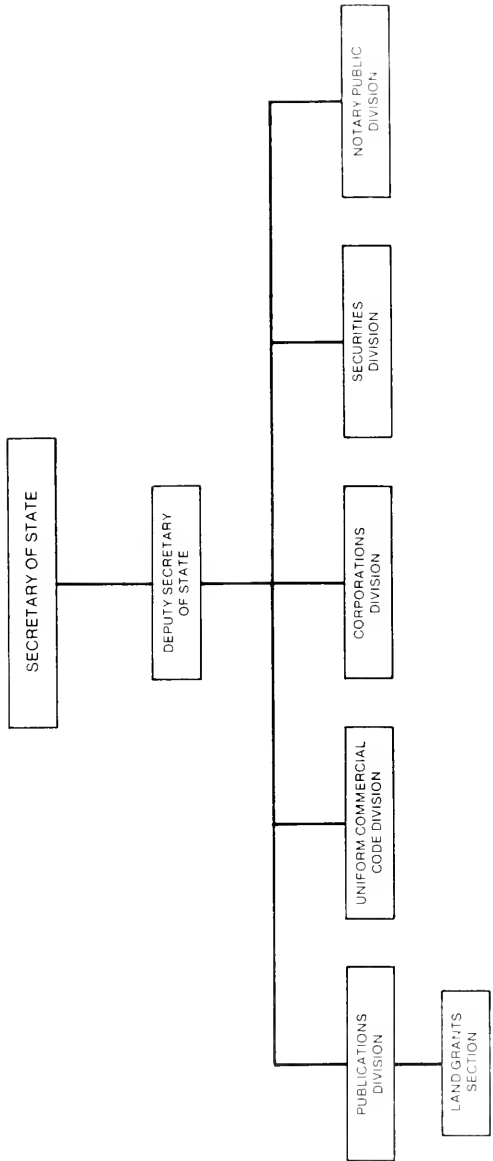 SECRETARY OF STATE
DEPUTY SECRETARY
OF STATE
PUBLICATIONS
DIVISION
UNIFORM COMMERCIAL
CODE DIVISION
CORPORATIONS
DIVISION
SECURITIES
DIVISION
NOTARY PUBLIC
DIVISION
LAND GRANTS
SECTION